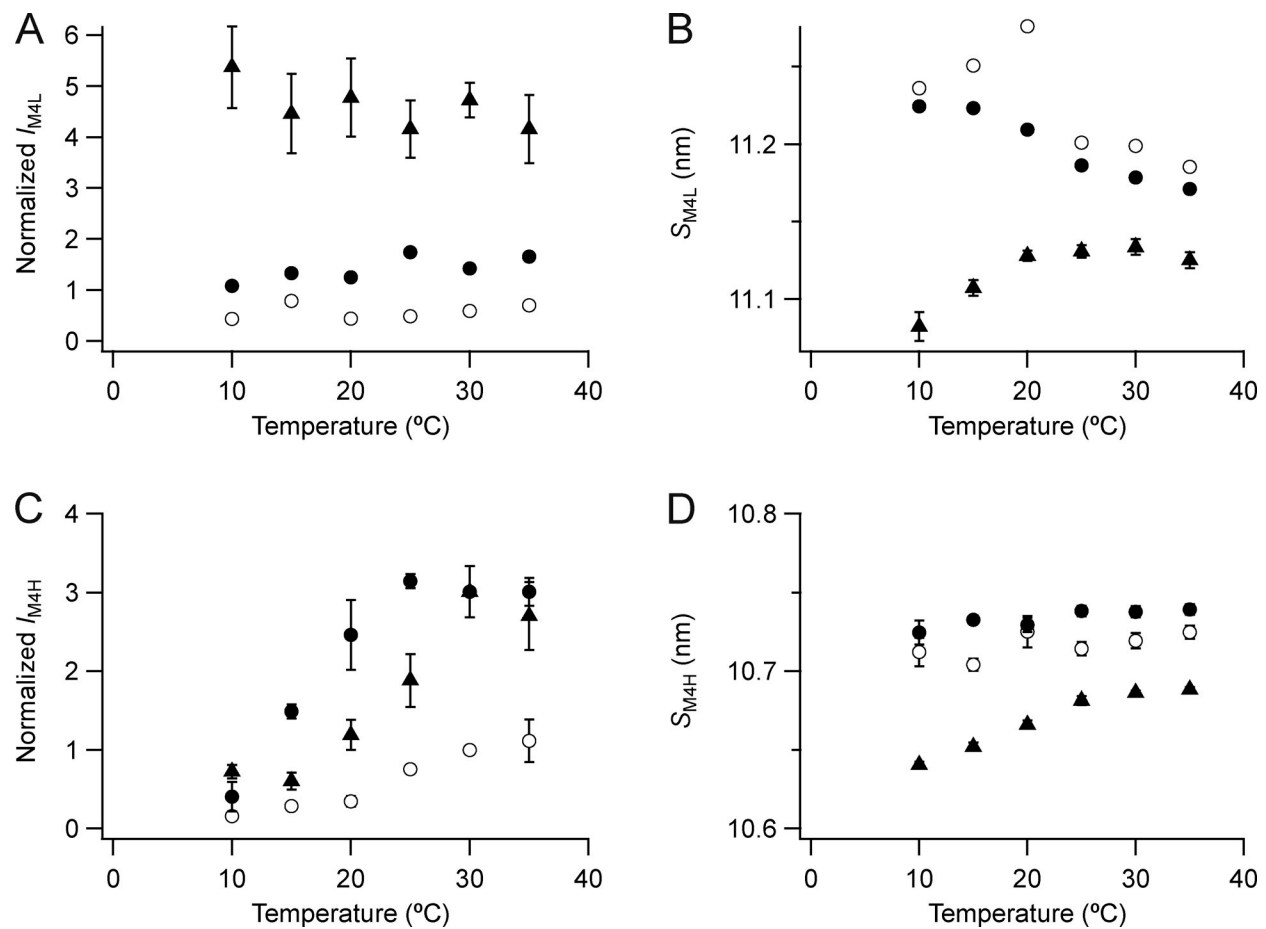 A
Normalized I_M4L
6
5
4
3
2
1
0
0 10 20 30 40
Temperature (ºC)
B
S_M4L (nm)
11.2
11.1
0 10 20 30 40
Temperature (ºC)
C
Normalized I_M4H
4
3
2
1
0
0 10 20 30 40
Temperature (ºC)
D
S_M4H (nm)
10.8
10.7
10.6
0 10 20 30 40
Temperature (ºC)